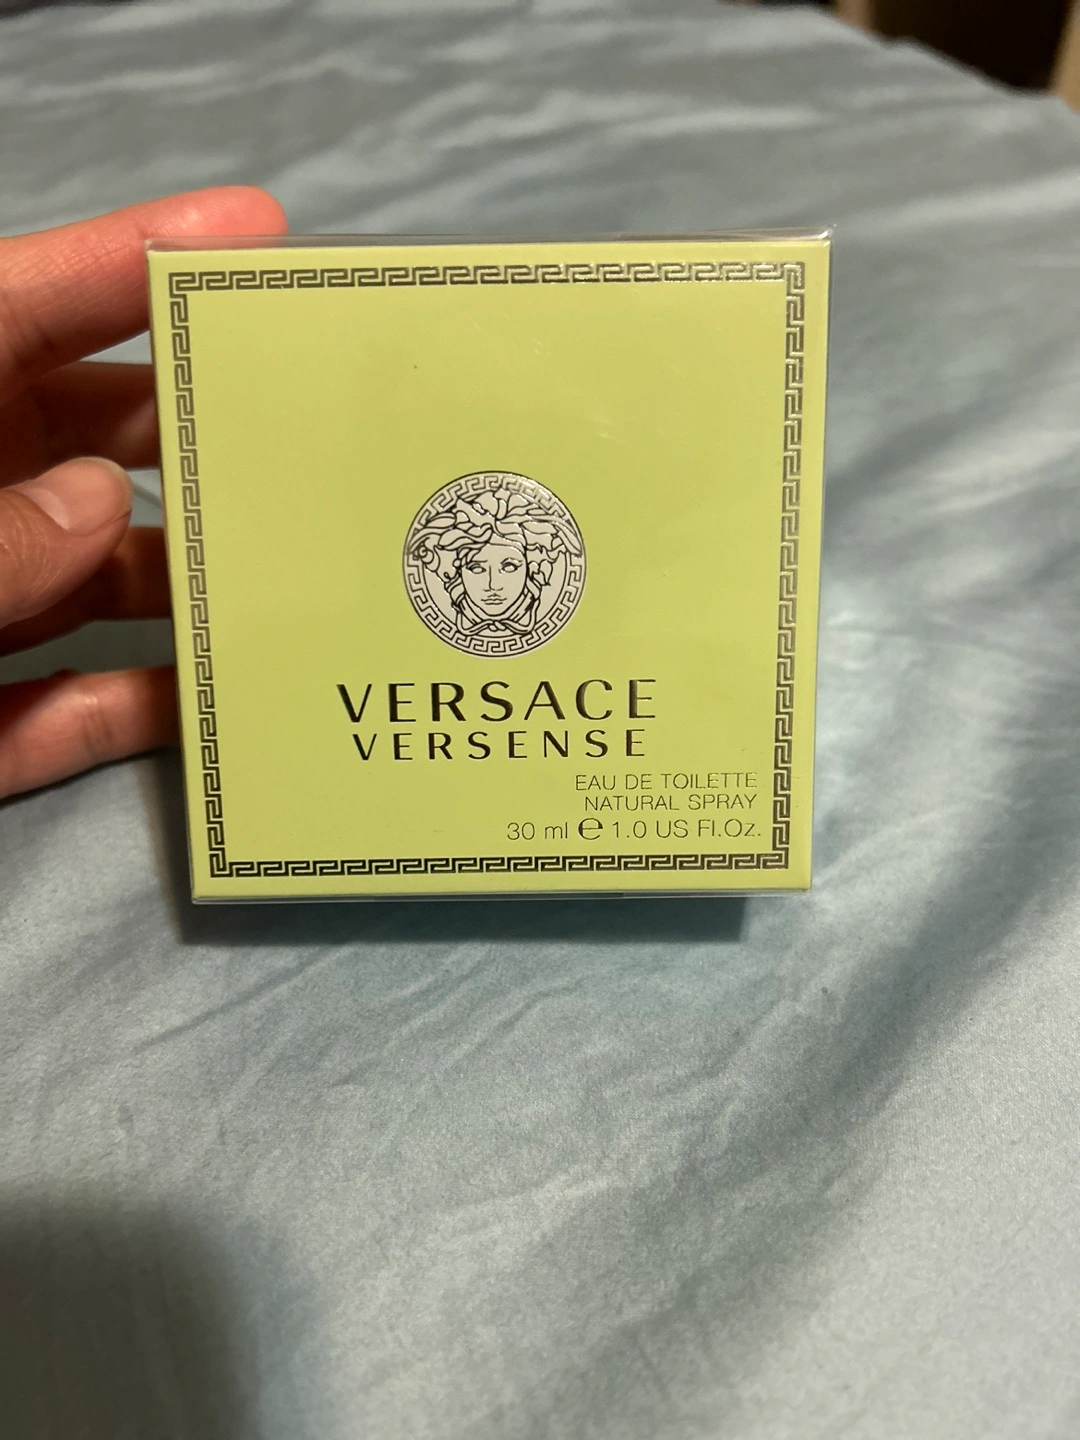 VERSACE
VERSENSE
EAU DE TOILETTE
NATURAL SPRAY
30 ml ℮ 1.0 US Fl.Oz.